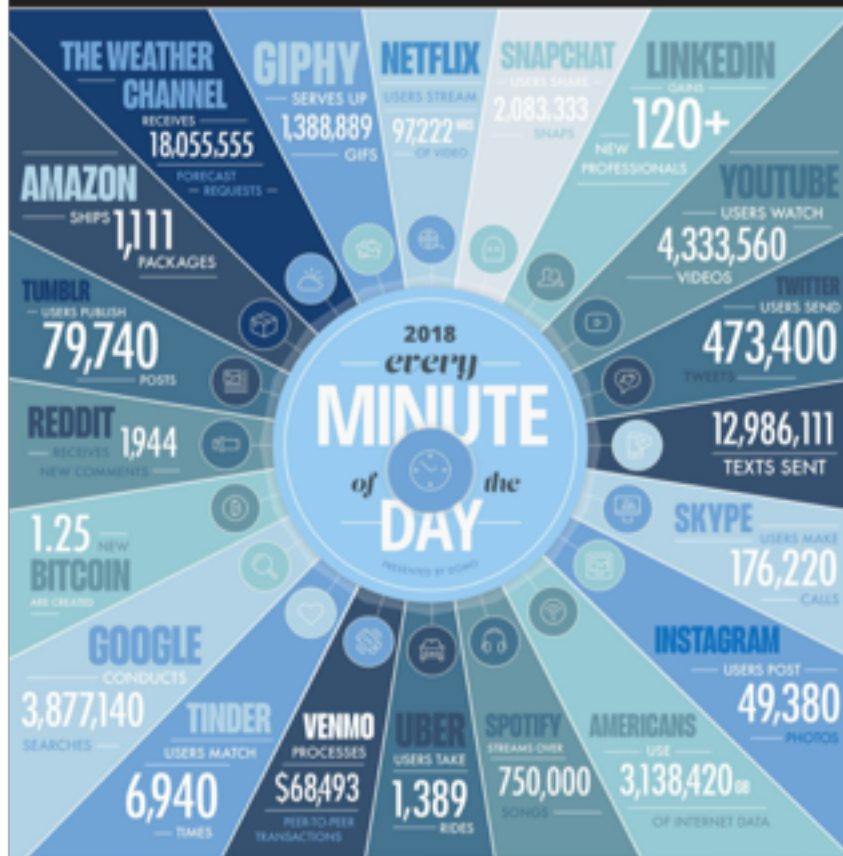 THE WEATHER
CHANNEL
RECEIVES
18,055,555
FORECAST
REQUESTS
GIPHY
SERVES UP
1,388,889
GIFS
NETFLIX
USERS STREAM
97,222 HRS
OF VIDEO
SNAPCHAT
USERS SHARE
2,083,333
SNAPS
LINKEDIN
GAINS
120+
NEW
PROFESSIONALS
YOUTUBE
USERS WATCH
4,333,560
VIDEOS
TWITTER
USERS SEND
473,400
TWEETS
12,986,111
TEXTS SENT
SKYPE
USERS MAKE
176,220
CALLS
INSTAGRAM
USERS POST
49,380
PHOTOS
AMERICANS
USE
3,138,420 GB
OF INTERNET DATA
SPOTIFY
STREAMS OVER
750,000
SONGS
UBER
USERS TAKE
1,389
RIDES
VENMO
PROCESSES
$68,493
PEER-TO-PEER
TRANSACTIONS
TINDER
USERS MATCH
6,940
TIMES
GOOGLE
CONDUCTS
3,877,140
SEARCHES
1.25 NEW
BITCOIN
ARE CREATED
REDDIT
RECEIVES 1,944
NEW COMMENTS
TUMBLR
USERS PUBLISH
79,740
POSTS
AMAZON
SHIPS 1,111
PACKAGES
2018
every
MINUTE
of the
DAY
PRESENTED BY DOMO